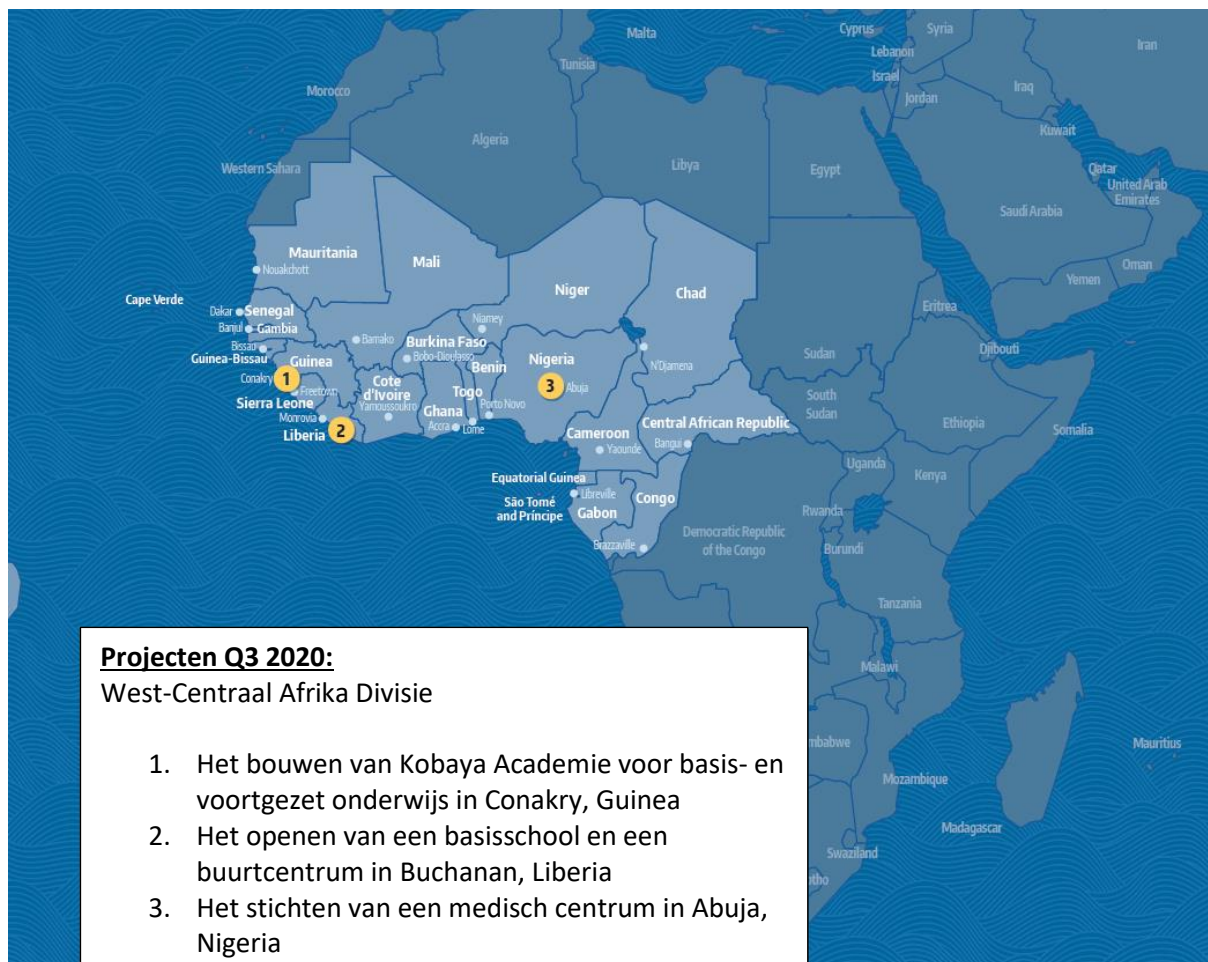 Malta
Cyprus
Syria
Lebanon
Iran
Tunisia
Israel
Iraq
Morocco
Jordan
Algeria
Kuwait
Libya
Egypt
Western Sahara
Qatar
United Arab
Emirates
Saudi Arabia
Mauritania
Nouakchott
Mali
Oman
Yemen
Niger
Chad
Cape Verde
Dakar
Senegal
Eritrea
Banjul
Gambia
Niamey
Bissau
Bamako
Burkina Faso
Guinea-Bissau
Guinea
Bobo-Dioulasso
Nigeria
N'Djamena
Sudan
Djibouti
Benin
Conakry
1
Freetown
Cote
d'Ivoire
Togo
3
Abuja
South
Sudan
Sierra Leone
Yamoussoukro
Ghana
Porto Novo
Monrovia
Liberia
2
Accra
Lome
Cameroon
Central African Republic
Ethiopia
Somalia
Yaounde
Bangui
Uganda
Kenya
Equatorial Guinea
Libreville
São Tomé
and Príncipe
Gabon
Congo
Rwanda
Democratic Republic
of the Congo
Brazzaville
Burundi
Tanzania
Malawi
mbabwe
Mauritius
Mozambique
Madagascar
Swaziland
otho
Projecten Q3 2020:
West-Centraal Afrika Divisie
1. Het bouwen van Kobaya Academie voor basis- en
voortgezet onderwijs in Conakry, Guinea
2. Het openen van een basisschool en een
buurtcentrum in Buchanan, Liberia
3. Het stichten van een medisch centrum in Abuja,
Nigeria